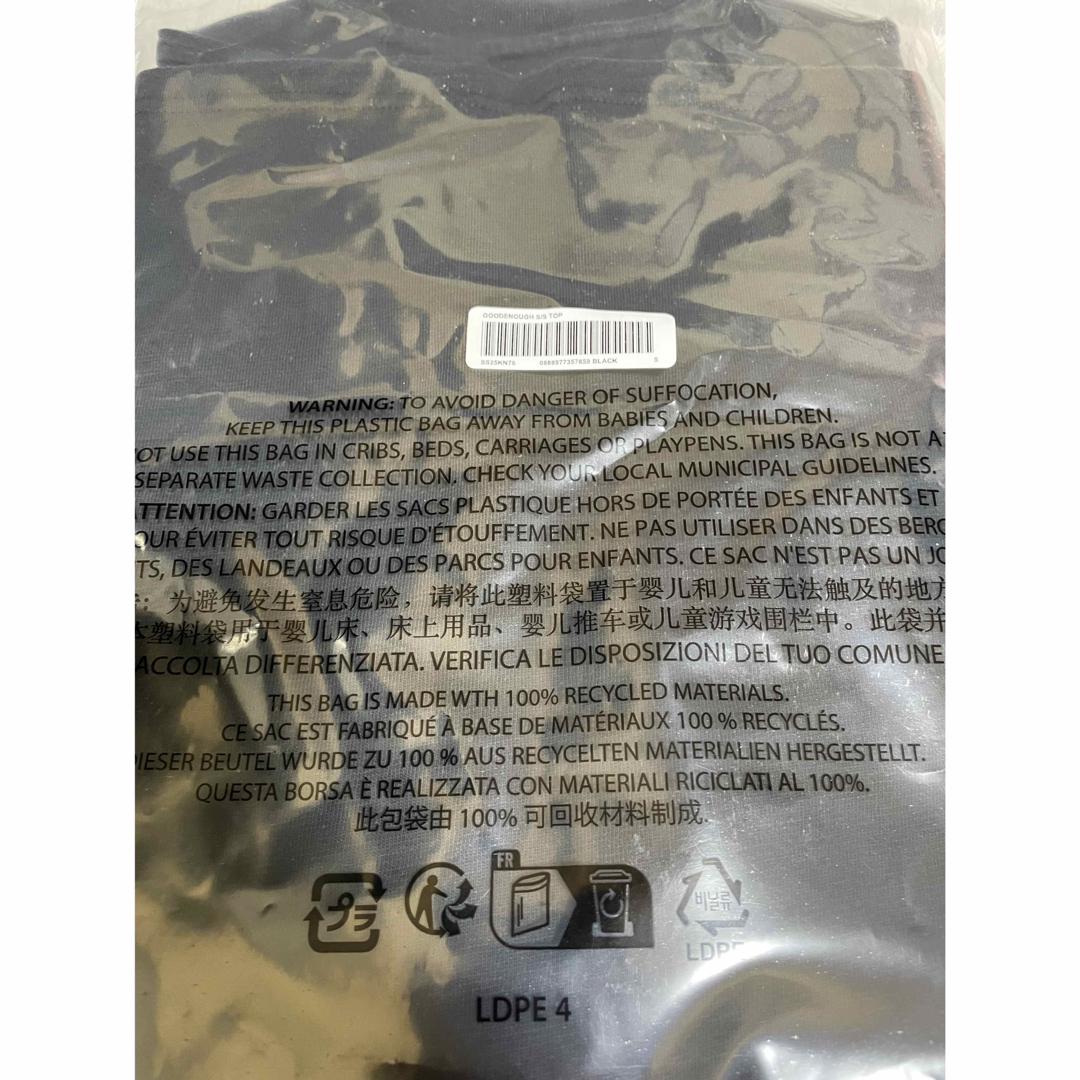 GOODENOUGH S/S TOP
SS25KN76 0888577357858 BLACK S
WARNING: TO AVOID DANGER OF SUFFOCATION,
KEEP THIS PLASTIC BAG AWAY FROM BABIES AND CHILDREN.
OT USE THIS BAG IN CRIBS, BEDS, CARRIAGES OR PLAYPENS. THIS BAG IS NOT A
SEPARATE WASTE COLLECTION. CHECK YOUR LOCAL MUNICIPAL GUIDELINES.
ATTENTION: GARDER LES SACS PLASTIQUE HORS DE PORTÉE DES ENFANTS ET
OUR ÉVITER TOUT RISQUE D'ÉTOUFFEMENT. NE PAS UTILISER DANS DES BERC
TS, DES LANDEAUX OU DES PARCS POUR ENFANTS. CE SAC N'EST PAS UN JO
: 为避免发生窒息危险，请将此塑料袋置于婴儿和儿童无法触及的地方
本塑料袋用于婴儿床、床上用品、婴儿推车或儿童游戏围栏中。此袋并
RACCOLTA DIFFERENZIATA. VERIFICA LE DISPOSIZIONI DEL TUO COMUNE
THIS BAG IS MADE WTH 100% RECYCLED MATERIALS.
CE SAC EST FABRIQUÉ À BASE DE MATÉRIAUX 100 % RECYCLÉS.
DIESER BEUTEL WURDE ZU 100 % AUS RECYCELTEN MATERIALIEN HERGESTELLT.
QUESTA BORSA È REALIZZATA CON MATERIALI RICICLATI AL 100%.
此包袋由 100% 可回收材料制成.
FR
プラ
비닐류
LDPE
LDPE 4